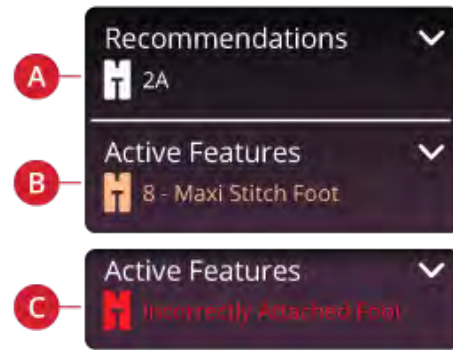 Recommendations
A
2A
Active Features
B
8 - Maxi Stitch Foot
Active Features
C
Incorrectly Attached Foot